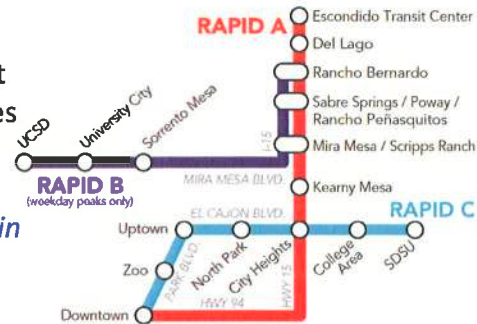 t
es
in
RAPID A
Escondido Transit Center
Del Lago
Rancho Bernardo
Sabre Springs / Poway /
Rancho Peñasquitos
Mira Mesa / Scripps Ranch
Kearny Mesa
I-15
UCSD
University City
Sorrento Mesa
RAPID B
(weekday peaks only)
MIRA MESA BLVD.
EL CAJON BLVD.
RAPID C
Uptown
Zoo
Downtown
PARK BLVD.
North Park
City Heights
College
Area
SDSU
HWY 94
HWY 15